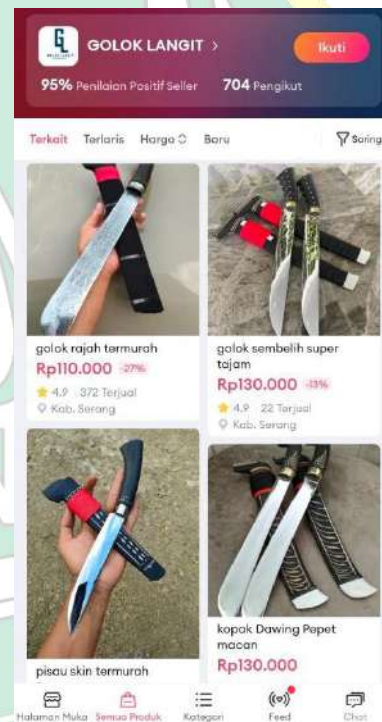 GOLOK LANGIT >
Ikuti
95% Penilaian Positif Seller 704 Pengikut
Terkait Terlaris Harga Baru Saring
golok rajah termurah
Rp110.000 -27%
4.9 372 Terjual
Kab. Serang
golok sembelih super
tajam
Rp130.000 -13%
4.9 22 Terjual
Kab. Serang
pisau skin termurah
kopak Dawing Pepet
macan
Rp130.000
Halaman Muka Semua Produk Kategori Feed Chat